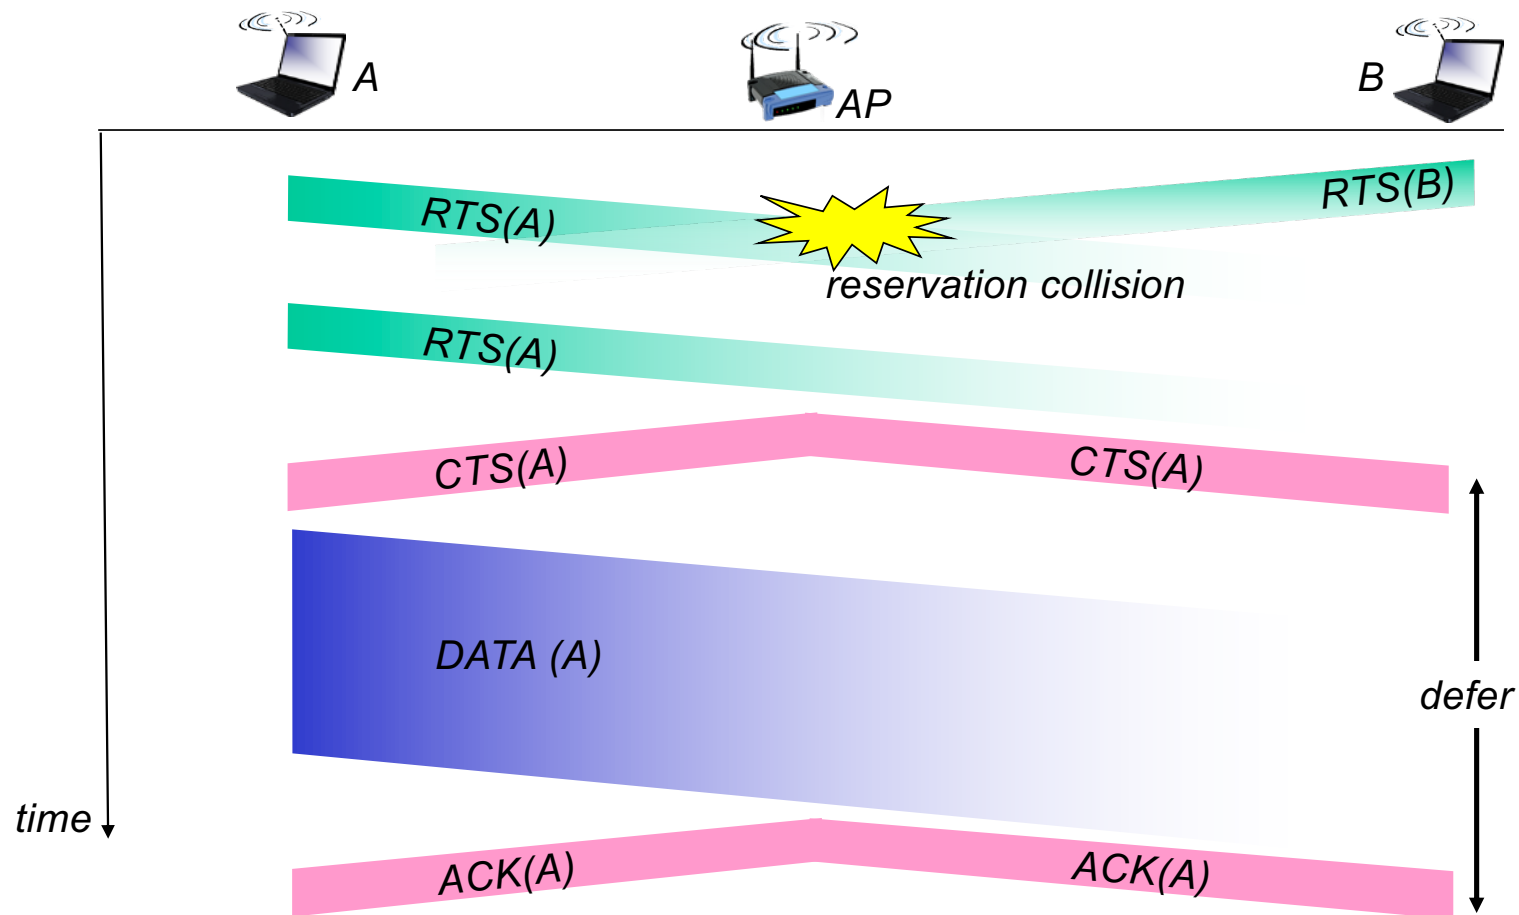 A
AP
B
RTS(A)
RTS(B)
reservation collision
RTS(A)
CTS(A)
CTS(A)
DATA (A)
defer
time
ACK(A)
ACK(A)